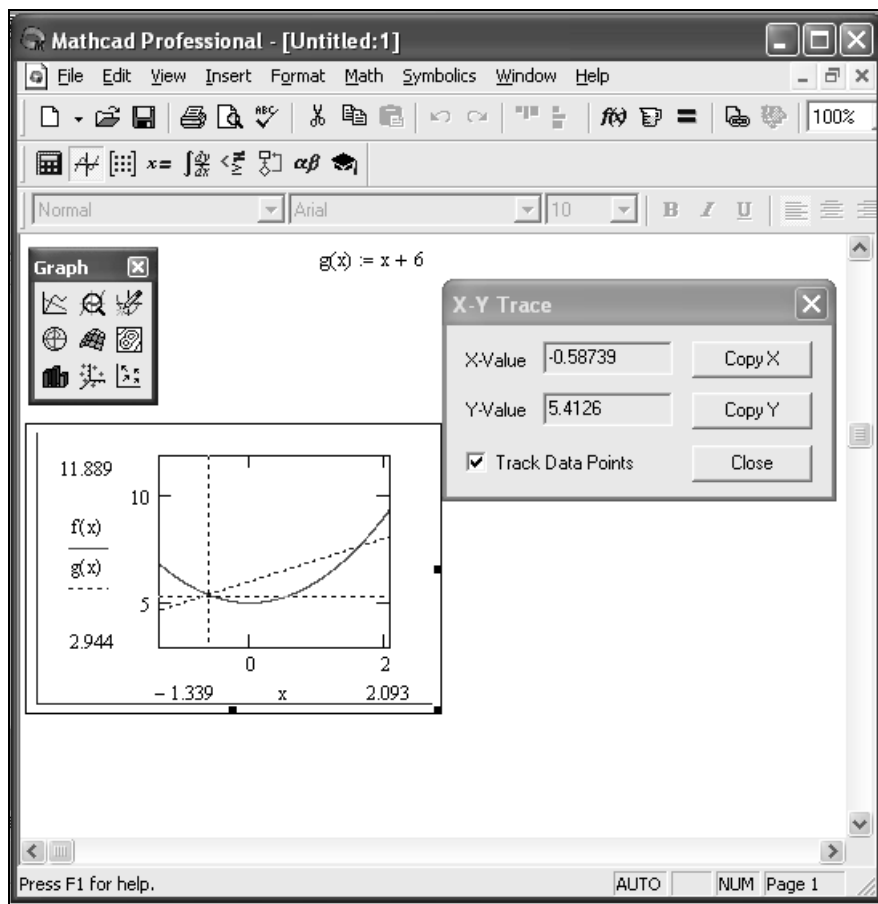 Mathcad Professional - [Untitled:1]
File Edit View Insert Format Math Symbolics Window Help
100%
Normal Arial 10 B I U
g(x) := x + 6
Graph
X-Y Trace
X-Value -0.58739 Copy X
Y-Value 5.4126 Copy Y
Track Data Points Close
11.889
10
f(x)
g(x)
5
2.944
0 2
− 1.339 x 2.093
Press F1 for help. AUTO NUM Page 1